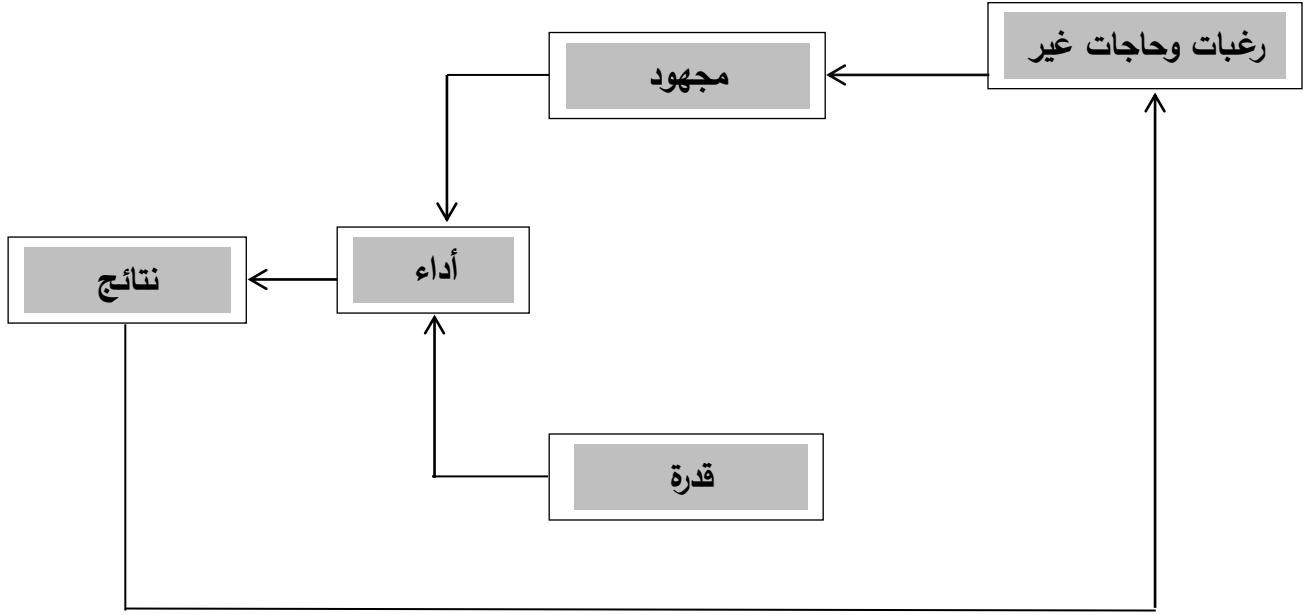 رغبات وحاجات غير
مجهود
أداء
نتائج
قدرة